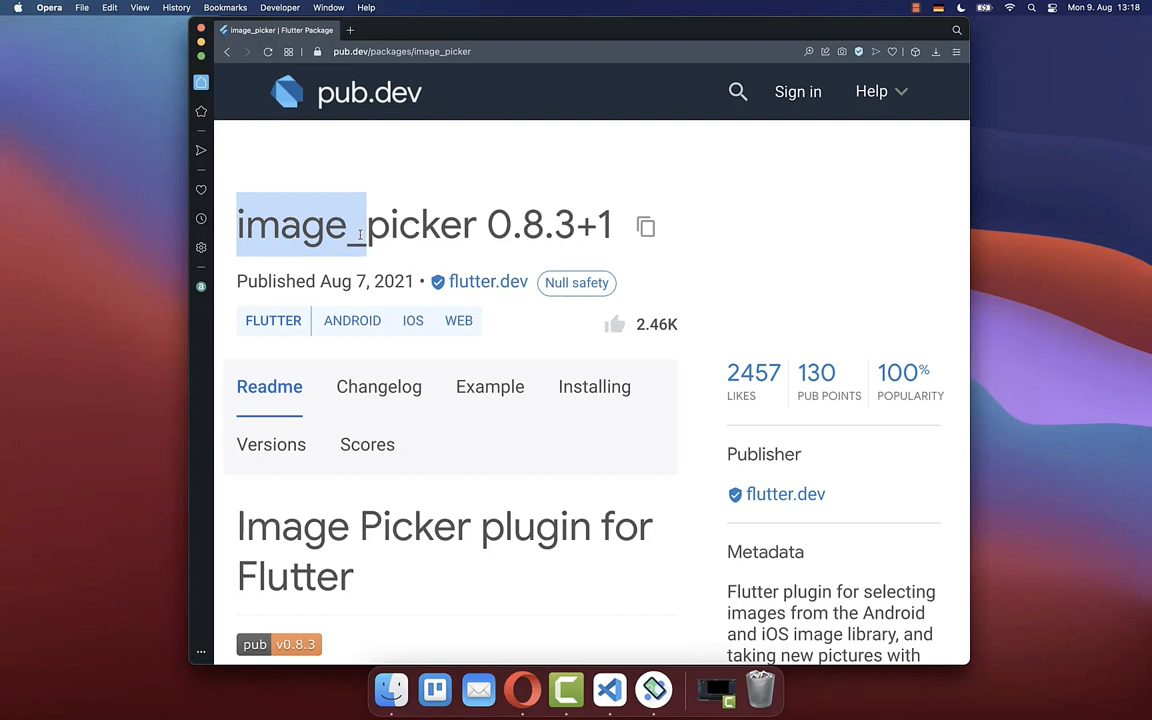 Opera File Edit View History Bookmarks Developer Window Help Mon 9. Aug 13:18
image_picker | Flutter Package
pub.dev/packages/image_picker
pub.dev Sign in Help
image_picker 0.8.3+1
Published Aug 7, 2021 • flutter.dev Null safety
FLUTTER ANDROID IOS WEB 2.46K
Readme Changelog Example Installing
Versions Scores
Image Picker plugin for
Flutter
pub v0.8.3
2457 130 100%
LIKES PUB POINTS POPULARITY
Publisher
flutter.dev
Metadata
Flutter plugin for selecting
images from the Android
and iOS image library, and
taking new pictures with